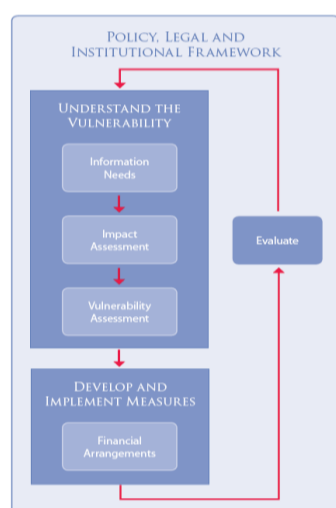 POLICY, LEGAL AND
INSTITUTIONAL FRAMEWORK
UNDERSTAND THE
VULNERABILITY
Information
Needs
Impact
Assessment
Vulnerability
Assessment
Evaluate
DEVELOP AND
IMPLEMENT MEASURES
Financial
Arrangements